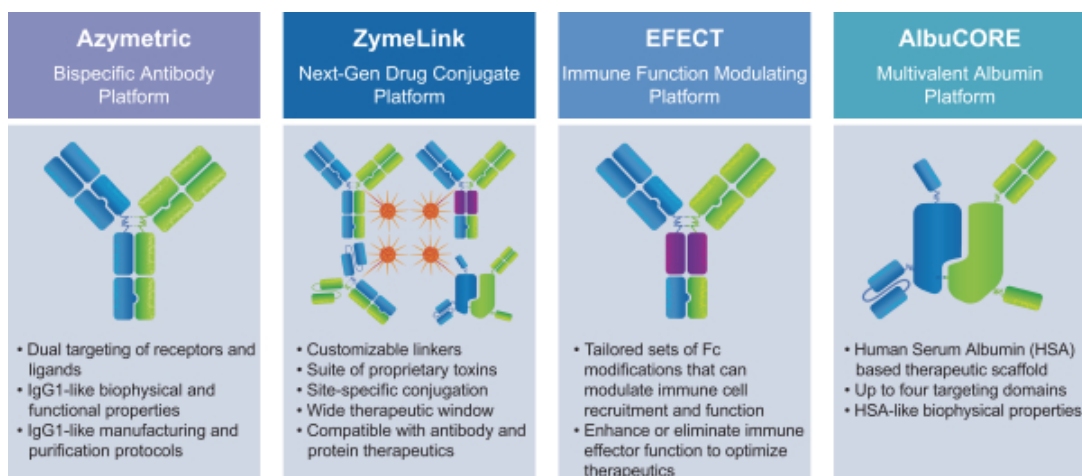 Azymetric
Bispecific Antibody
Platform
• Dual targeting of receptors and
ligands
• IgG1-like biophysical and
functional properties
• IgG1-like manufacturing and
purification protocols
ZymeLink
Next-Gen Drug Conjugate
Platform
• Customizable linkers
• Suite of proprietary toxins
• Site-specific conjugation
• Wide therapeutic window
• Compatible with antibody and
protein therapeutics
EFECT
Immune Function Modulating
Platform
• Tailored sets of Fc
modifications that can
modulate immune cell
recruitment and function
• Enhance or eliminate immune
effector function to optimize
therapeutics
AlbuCORE
Multivalent Albumin
Platform
• Human Serum Albumin (HSA)
based therapeutic scaffold
• Up to four targeting domains
• HSA-like biophysical properties